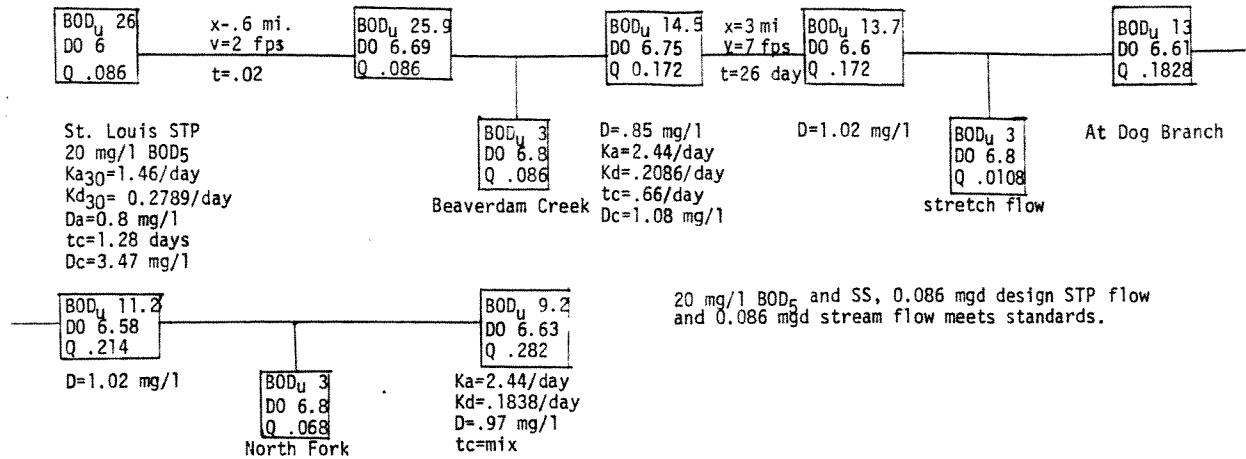 BODu 26
DO 6
Q .086
x-.6 mi.
v=2 fps
t=.02
BODu 25.9
DO 6.69
Q .086
BODu 14.5
DO 6.75
Q 0.172
x=3 mi
v=7 fps
t=26 day
BODu 13.7
DO 6.6
Q .172
BODu 13
DO 6.61
Q .1828
St. Louis STP
20 mg/l BOD5
Ka30=1.46/day
Kd30= 0.2789/day
Da=0.8 mg/l
tc=1.28 days
Dc=3.47 mg/l
BODu 3
DO 6.8
Q .086
Beaverdam Creek
D=.85 mg/l
Ka=2.44/day
Kd=.2086/day
tc=.66/day
Dc=1.08 mg/l
D=1.02 mg/l
BODu 3
DO 6.8
Q .0108
stretch flow
At Dog Branch
BODu 11.2
DO 6.58
Q .214
D=1.02 mg/l
BODu 3
DO 6.8
Q .068
North Fork
BODu 9.2
DO 6.63
Q .282
Ka=2.44/day
Kd=.1838/day
D=.97 mg/l
tc=mix
20 mg/l BOD5 and SS, 0.086 mgd design STP flow
and 0.086 mgd stream flow meets standards.